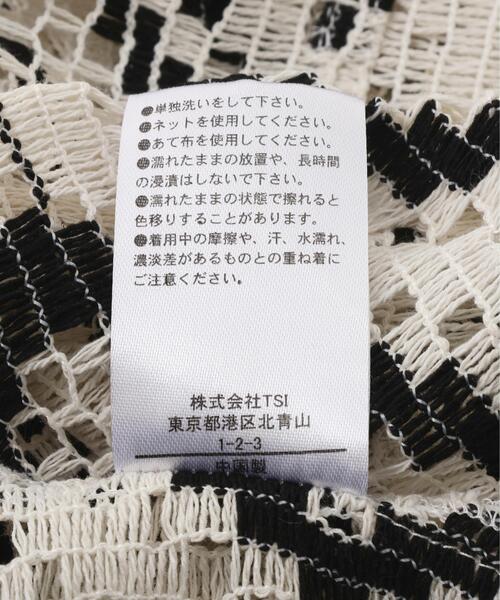 ●単独洗いをして下さい。
●ネットを使用してください。
●あて布を使用してください。
●濡れたままの放置や、長時間
の浸漬はしないで下さい。
●濡れたままの状態で擦れると
色移りすることがあります。
●着用中の摩擦や、汗、水濡れ、
濃淡差があるものとの重ね着に
ご注意ください。
株式会社TSI
東京都港区北青山
1-2-3
中国製